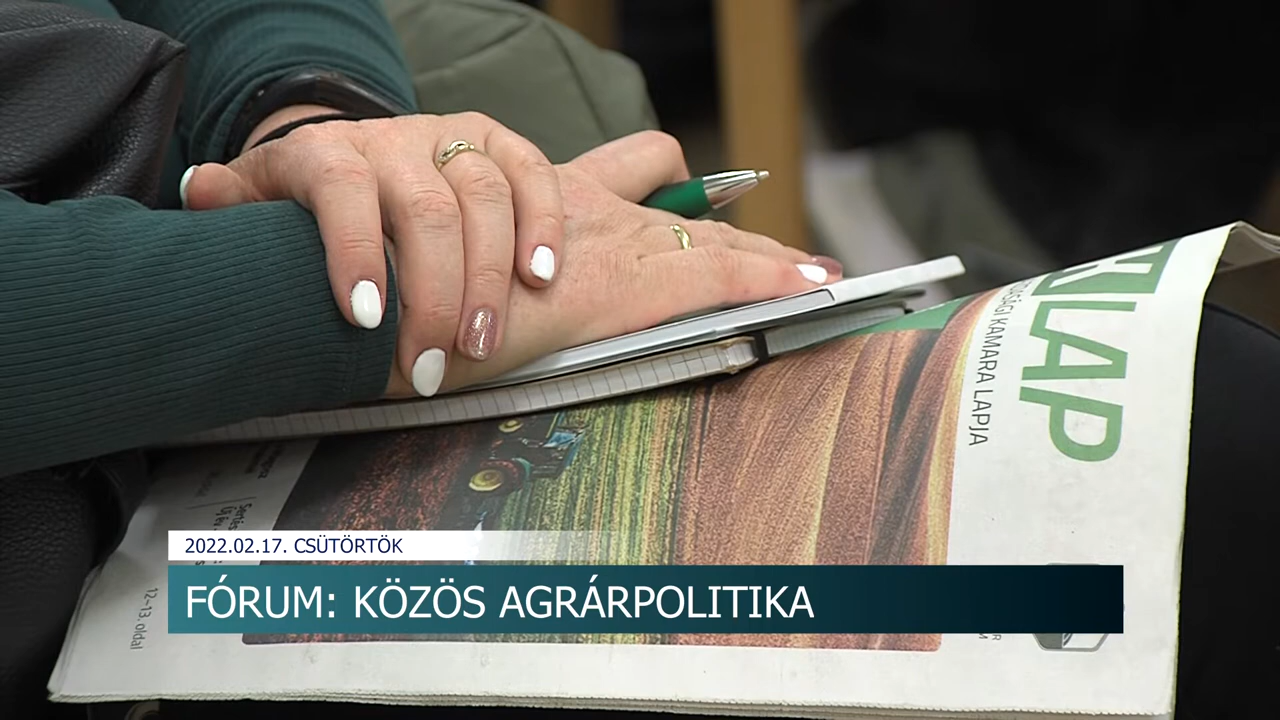 LAP
KAMARA LAPJA
2022.02.17. CSÜTÖRTÖK
FÓRUM: KÖZÖS AGRÁRPOLITIKA
12–13. oldal